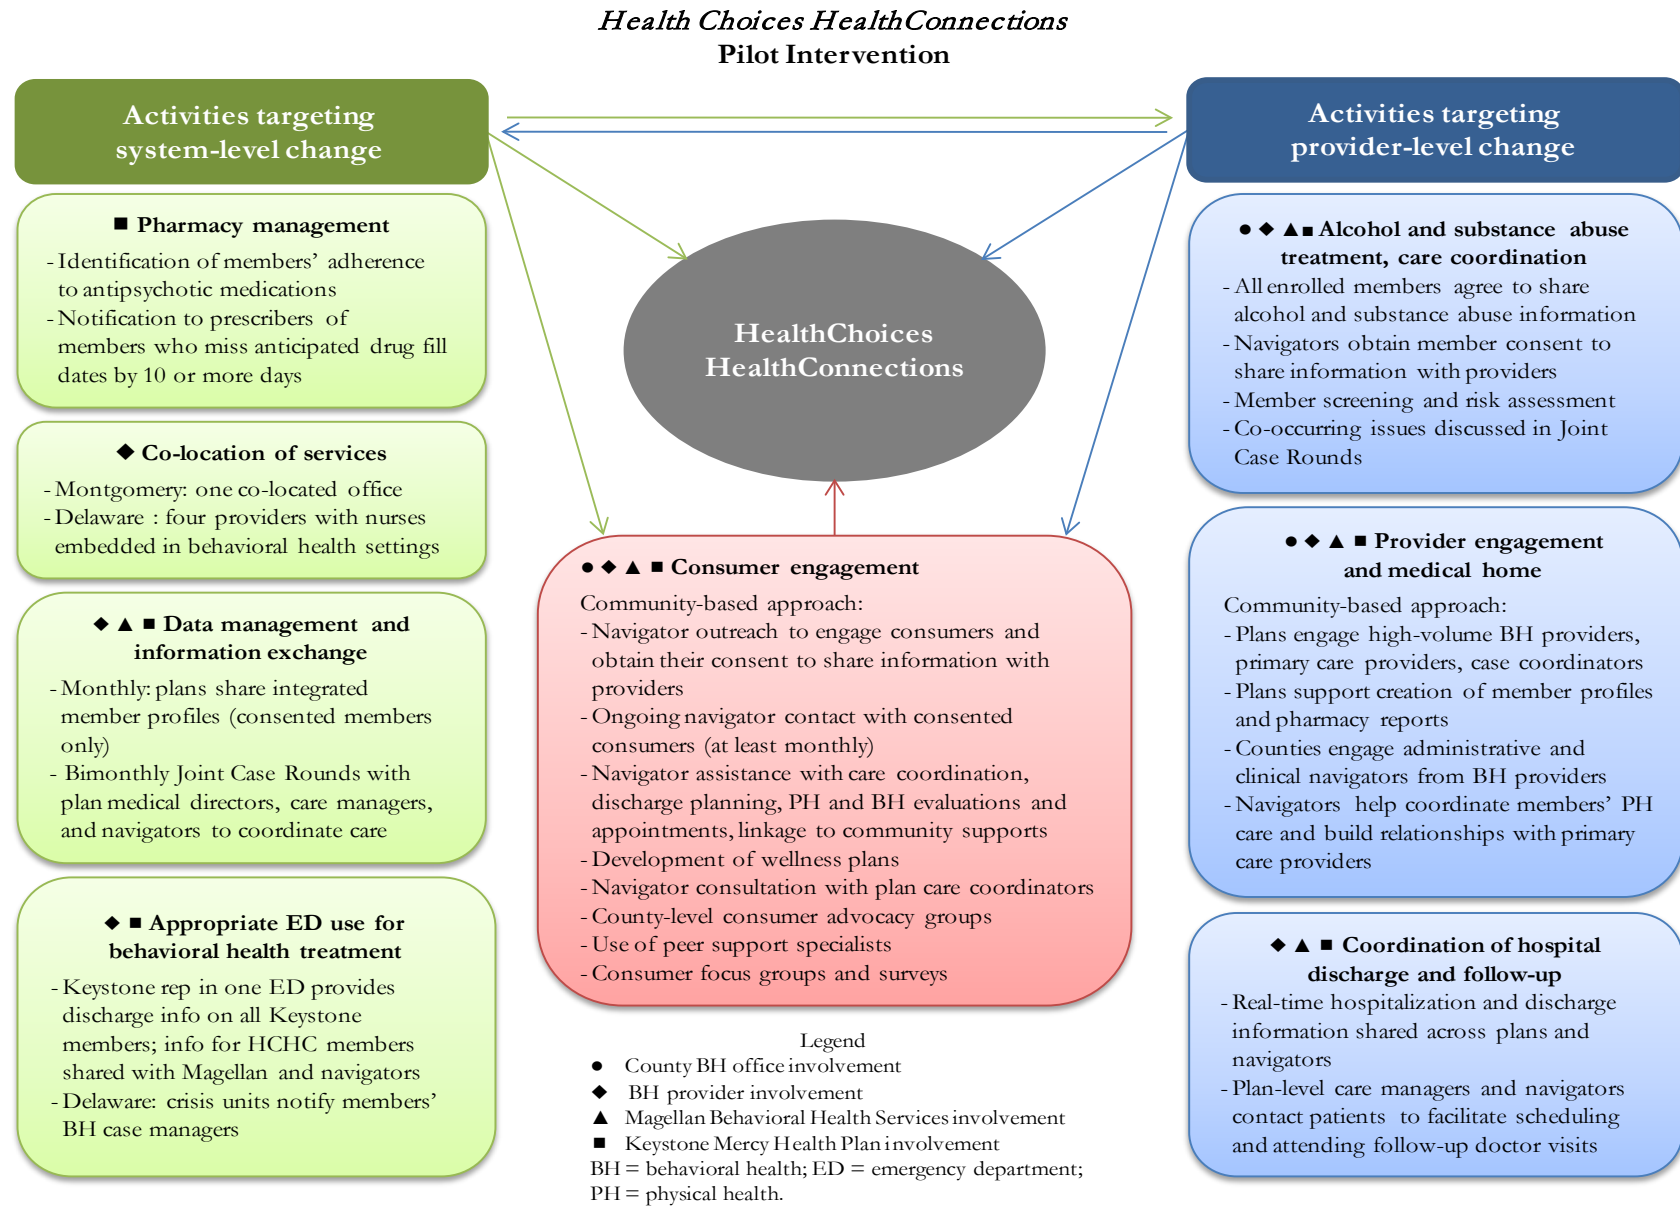 Health Choices HealthConnections
Pilot Intervention
Activities targeting
system-level change
■ Pharmacy management
- Identification of members’ adherence
to antipsychotic medications
- Notification to prescribers of
members who miss anticipated drug fill
dates by 10 or more days
◆ Co-location of services
- Montgomery: one co-located office
- Delaware : four providers with nurses
embedded in behavioral health settings
◆ ▲ ■ Data management and
information exchange
- Monthly: plans share integrated
member profiles (consented members
only)
- Bimonthly Joint Case Rounds with
plan medical directors, care managers,
and navigators to coordinate care
◆ ■ Appropriate ED use for
behavioral health treatment
- Keystone rep in one ED provides
discharge info on all Keystone
members; info for HCHC members
shared with Magellan and navigators
- Delaware: crisis units notify members’
BH case managers
HealthChoices
HealthConnections
● ◆ ▲ ■ Consumer engagement
Community-based approach:
- Navigator outreach to engage consumers and
obtain their consent to share information with
providers
- Ongoing navigator contact with consented
consumers (at least monthly)
- Navigator assistance with care coordination,
discharge planning, PH and BH evaluations and
appointments, linkage to community supports
- Development of wellness plans
- Navigator consultation with plan care coordinators
- County-level consumer advocacy groups
- Use of peer support specialists
- Consumer focus groups and surveys
Legend
● County BH office involvement
◆ BH provider involvement
▲ Magellan Behavioral Health Services involvement
■ Keystone Mercy Health Plan involvement
BH = behavioral health; ED = emergency department;
PH = physical health.
Activities targeting
provider-level change
● ◆ ▲ ■ Alcohol and substance abuse
treatment, care coordination
- All enrolled members agree to share
alcohol and substance abuse information
- Navigators obtain member consent to
share information with providers
- Member screening and risk assessment
- Co-occurring issues discussed in Joint
Case Rounds
● ◆ ▲ ■ Provider engagement
and medical home
Community-based approach:
- Plans engage high-volume BH providers,
primary care providers, case coordinators
- Plans support creation of member profiles
and pharmacy reports
- Counties engage administrative and
clinical navigators from BH providers
- Navigators help coordinate members’ PH
care and build relationships with primary
care providers
◆ ▲ ■ Coordination of hospital
discharge and follow-up
- Real-time hospitalization and discharge
information shared across plans and
navigators
- Plan-level care managers and navigators
contact patients to facilitate scheduling
and attending follow-up doctor visits